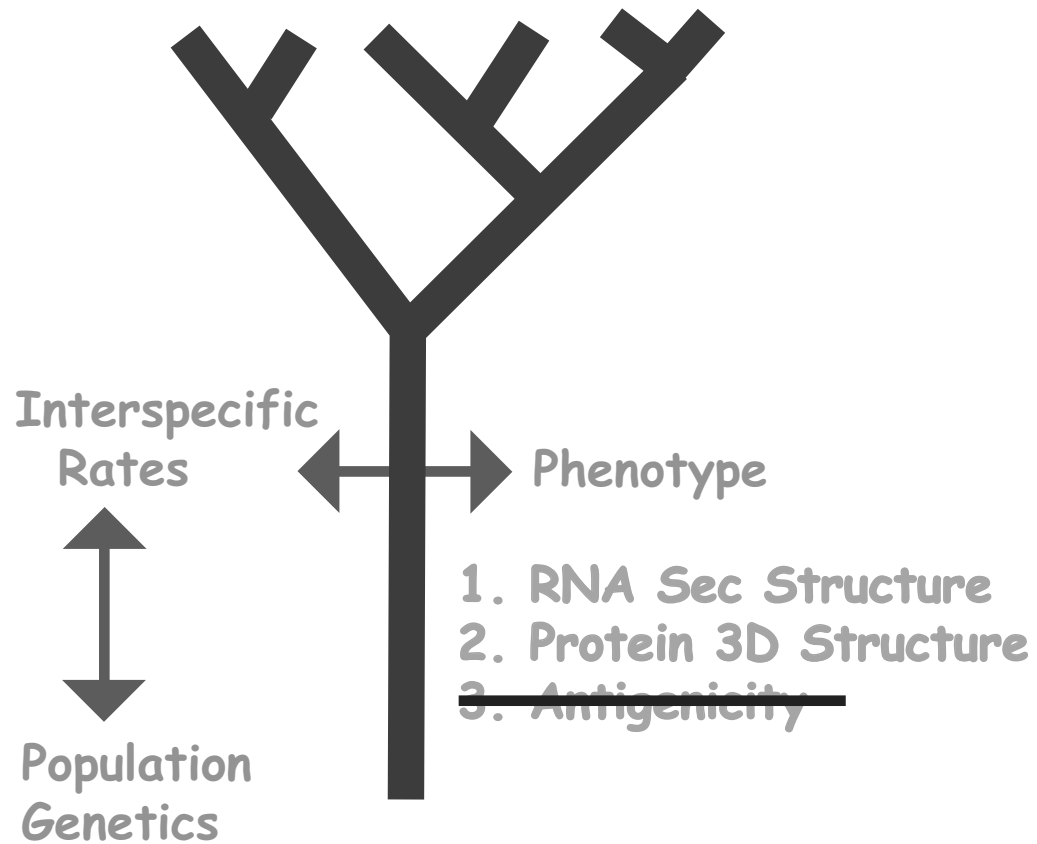 Interspecific
Rates
Phenotype
1. RNA Sec Structure
2. Protein 3D Structure
3. Antigenicity
Population
Genetics